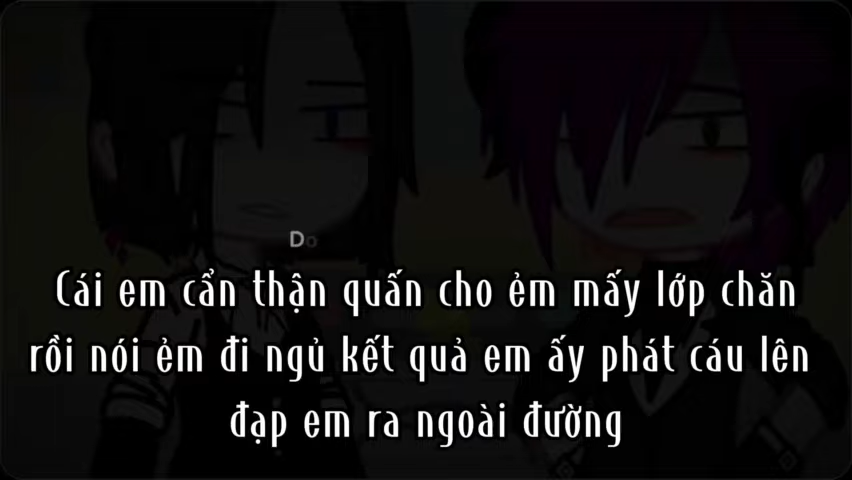 Do
Cái em cẩn thận quấn cho ẻm mấy lớp chăn
rồi nói ẻm đi ngủ kết quả em ấy phát cáu lên
đạp em ra ngoài đường